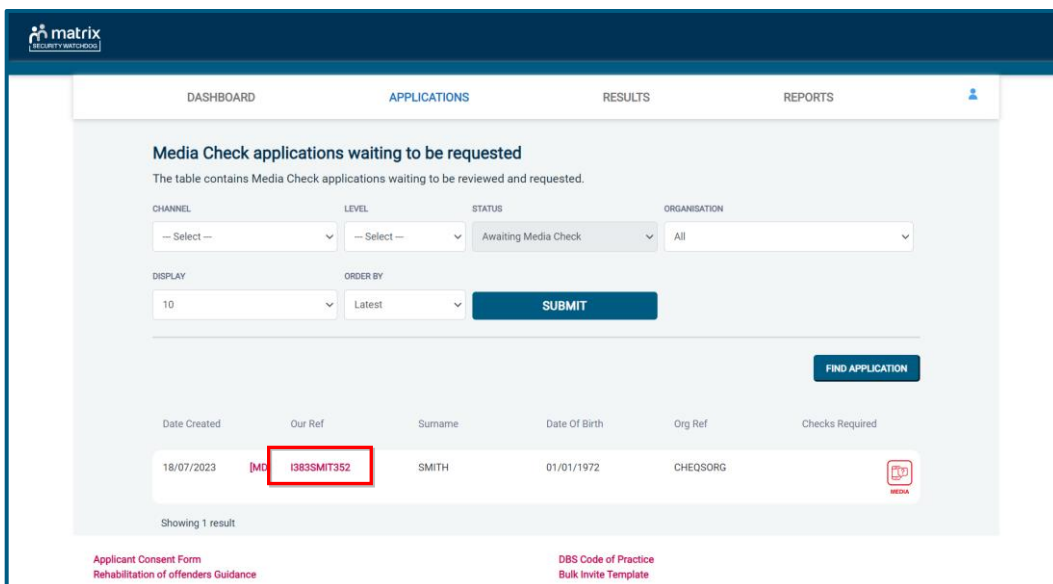 matrix
SECURITY WATCHDOG
DASHBOARD APPLICATIONS RESULTS REPORTS
Media Check applications waiting to be requested
The table contains Media Check applications waiting to be reviewed and requested.
CHANNEL LEVEL STATUS ORGANISATION
--- Select --- --- Select --- Awaiting Media Check All
DISPLAY ORDER BY
10 Latest SUBMIT
FIND APPLICATION
Date Created Our Ref Surname Date Of Birth Org Ref Checks Required
18/07/2023 [MD I383SMIT352 SMITH 01/01/1972 CHEQSORG
MEDIA
Showing 1 result
Applicant Consent Form DBS Code of Practice
Rehabilitation of offenders Guidance Bulk Invite Template